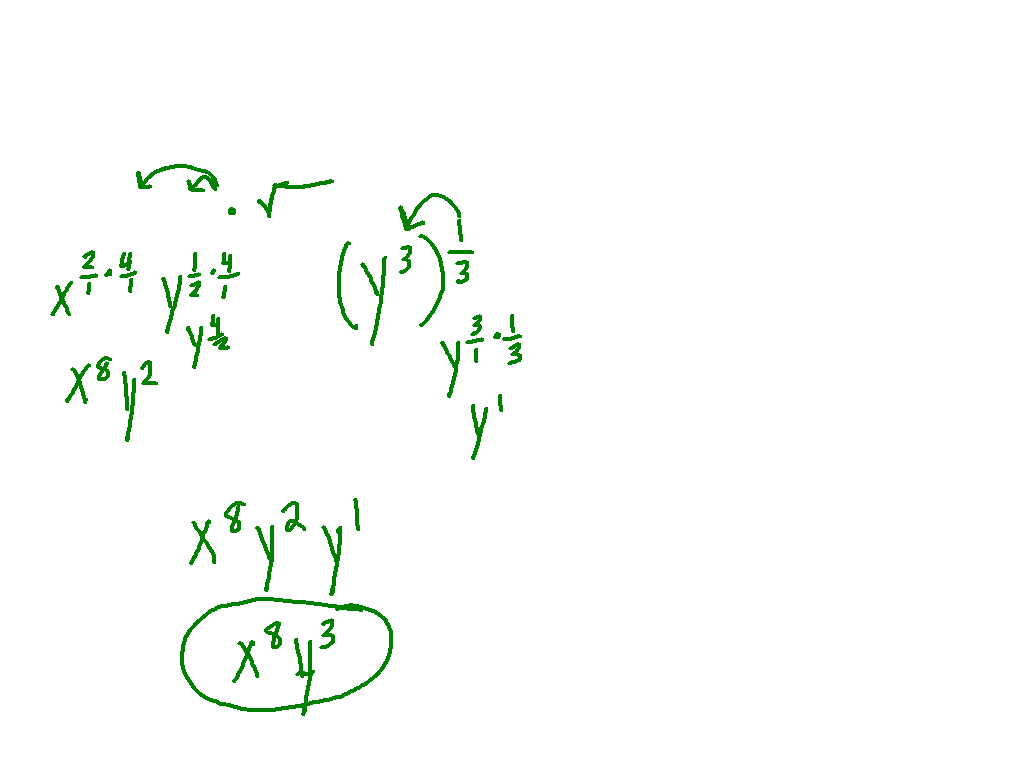 · √
x^{2/1 · 4/1} y^{1/2 · 4/1} (y^3)^{1/3}
y^{4/2} y^{3/1 · 1/3}
x^8 y^2 y^1
x^8 y^2 y^1
x^8 y^3